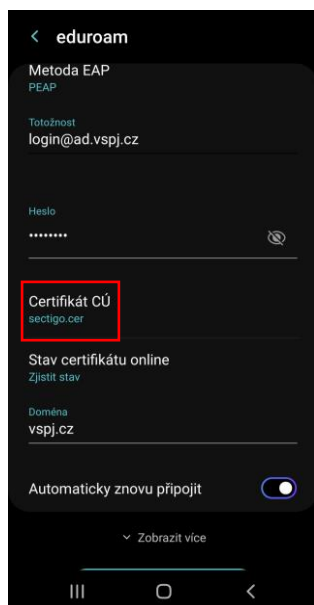 eduroam
Metoda EAP
PEAP
Totožnost
login@ad.vspj.cz
Heslo
••••••••
Certifikát CÚ
sectigo.cer
Stav certifikátu online
Zjistit stav
Doména
vspj.cz
Automaticky znovu připojit
Zobrazit více